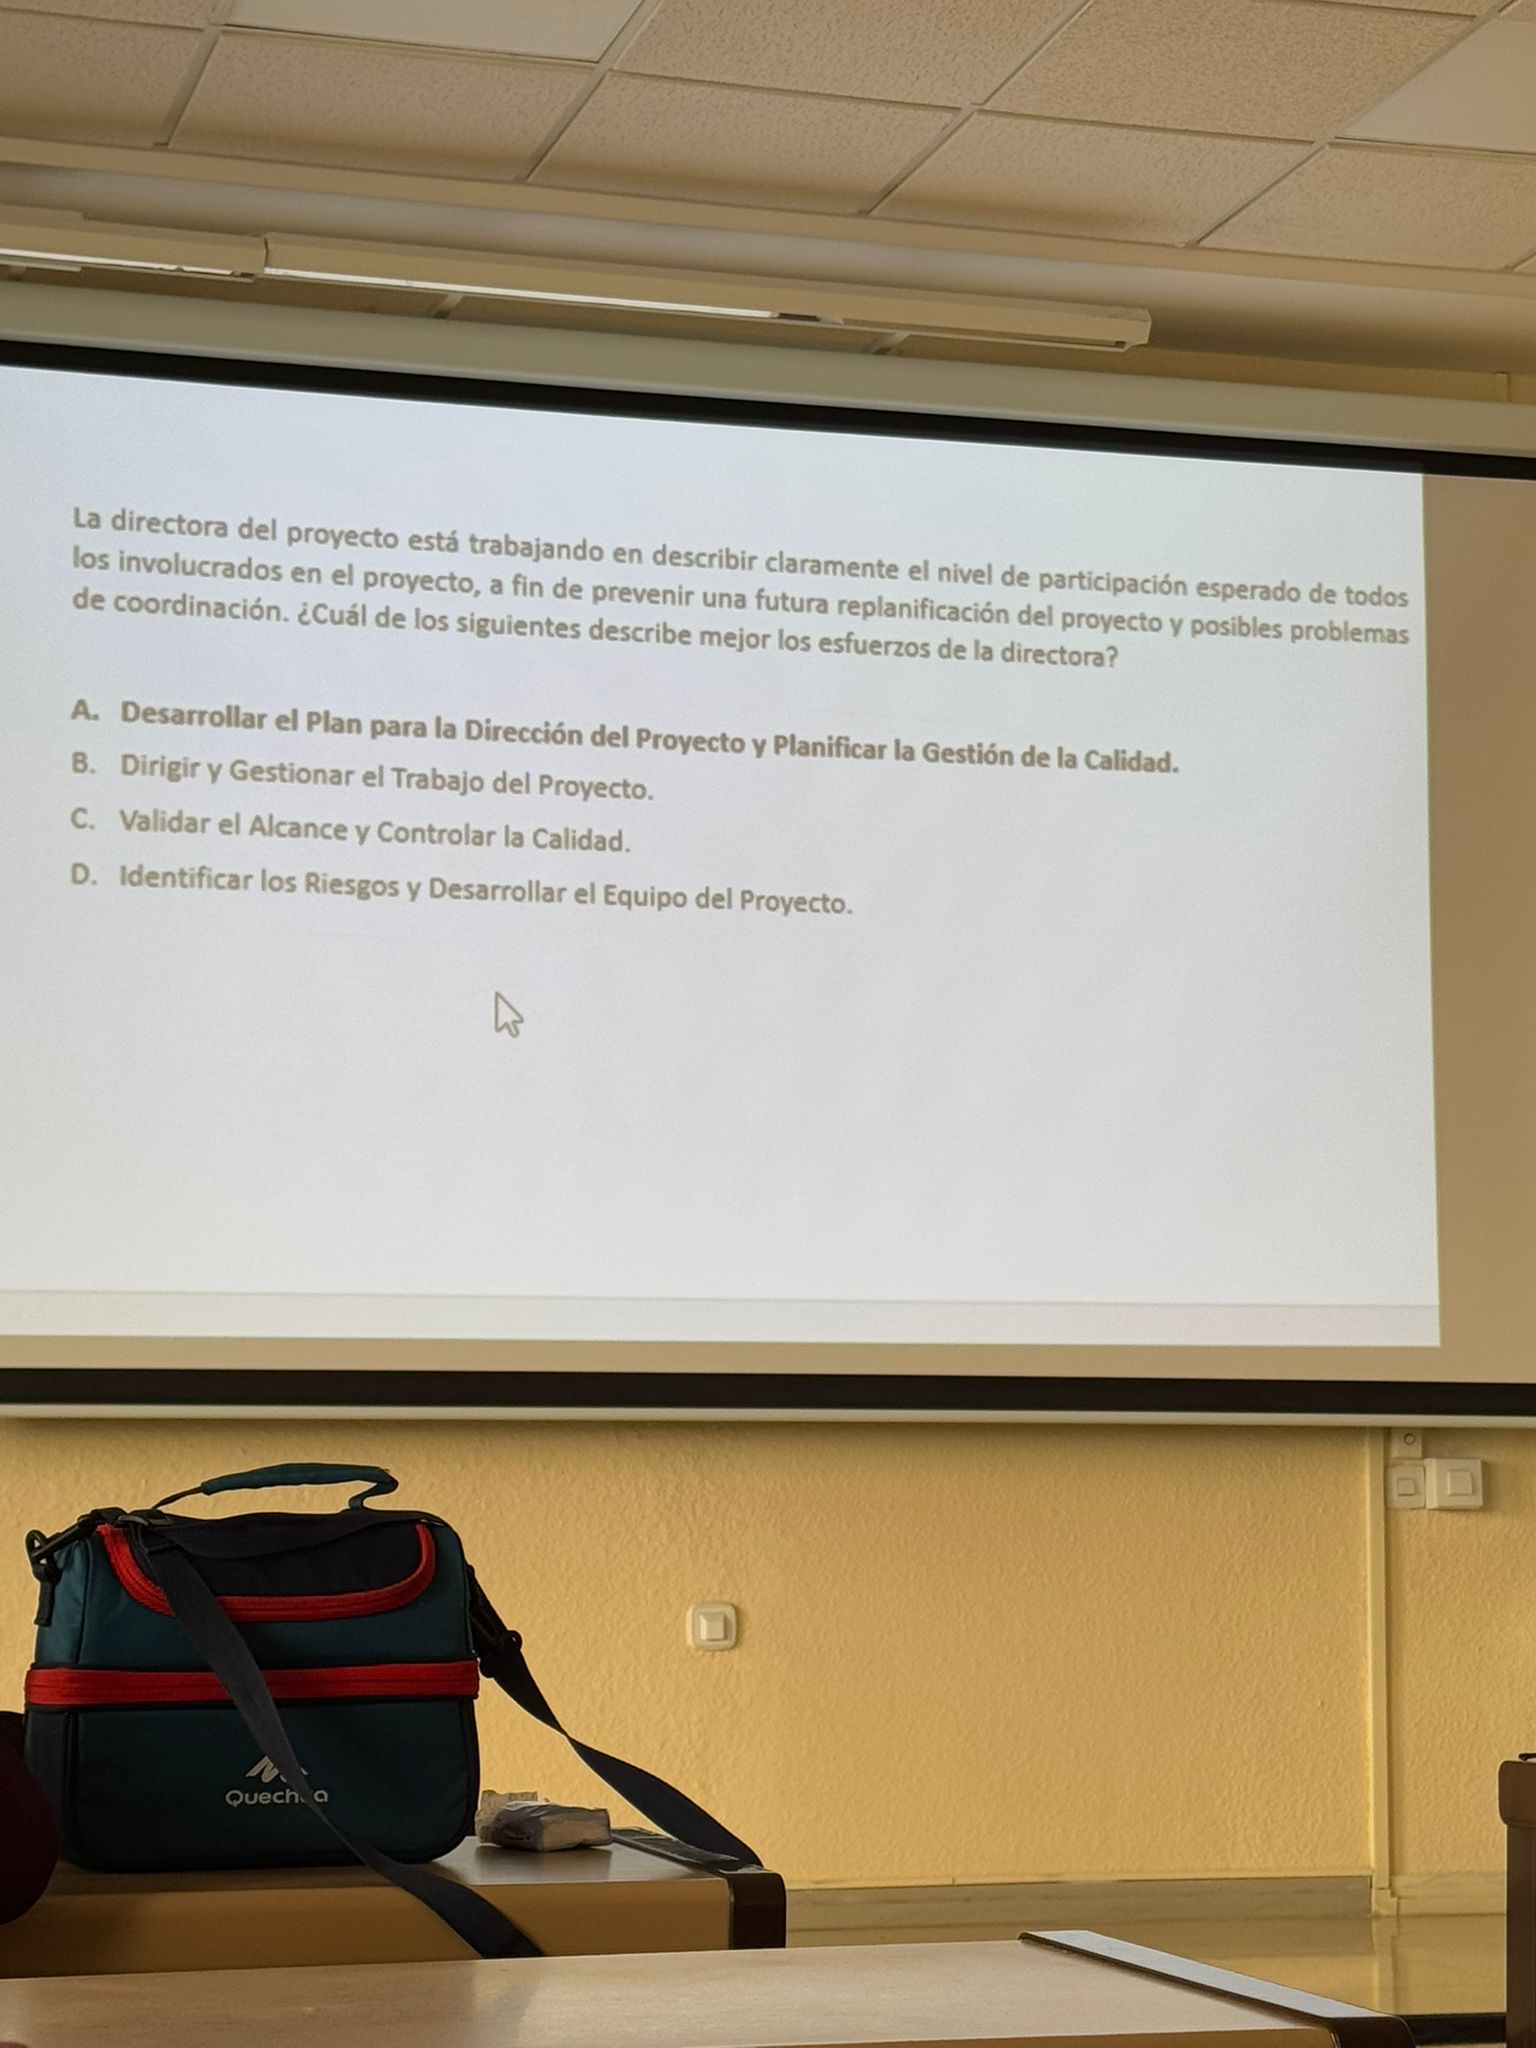 La directora del proyecto está trabajando en describir claramente el nivel de participación esperado de todos
los involucrados en el proyecto, a fin de prevenir una futura replanificación del proyecto y posibles problemas
de coordinación. ¿Cuál de los siguientes describe mejor los esfuerzos de la directora?
A. Desarrollar el Plan para la Dirección del Proyecto y Planificar la Gestión de la Calidad.
B. Dirigir y Gestionar el Trabajo del Proyecto.
C. Validar el Alcance y Controlar la Calidad.
D. Identificar los Riesgos y Desarrollar el Equipo del Proyecto.
Quechua